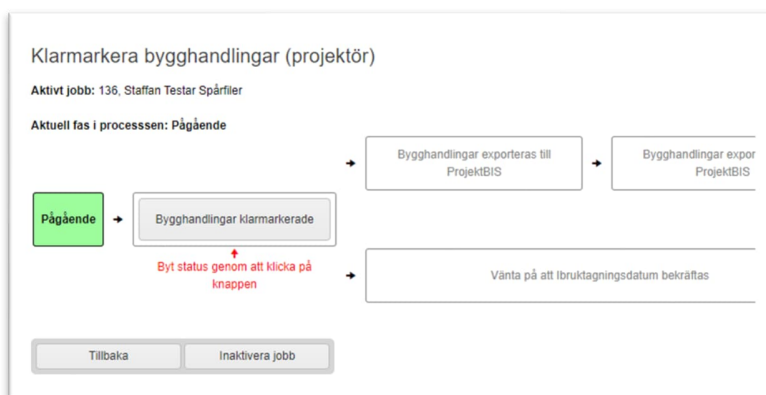 Klarmarkera bygghandlingar (projektör)
Aktivt jobb: 136, Staffan Testar Spårfiler
Aktuell fas i processsen: Pågående
Bygghandlingar exporteras till
ProjektBIS
Bygghandlingar expor
ProjektBIS
Pågående
Bygghandlingar klarmarkerade
Byt status genom att klicka på
knappen
Vänta på att Ibruktagningsdatum bekräftas
Tillbaka
Inaktivera jobb